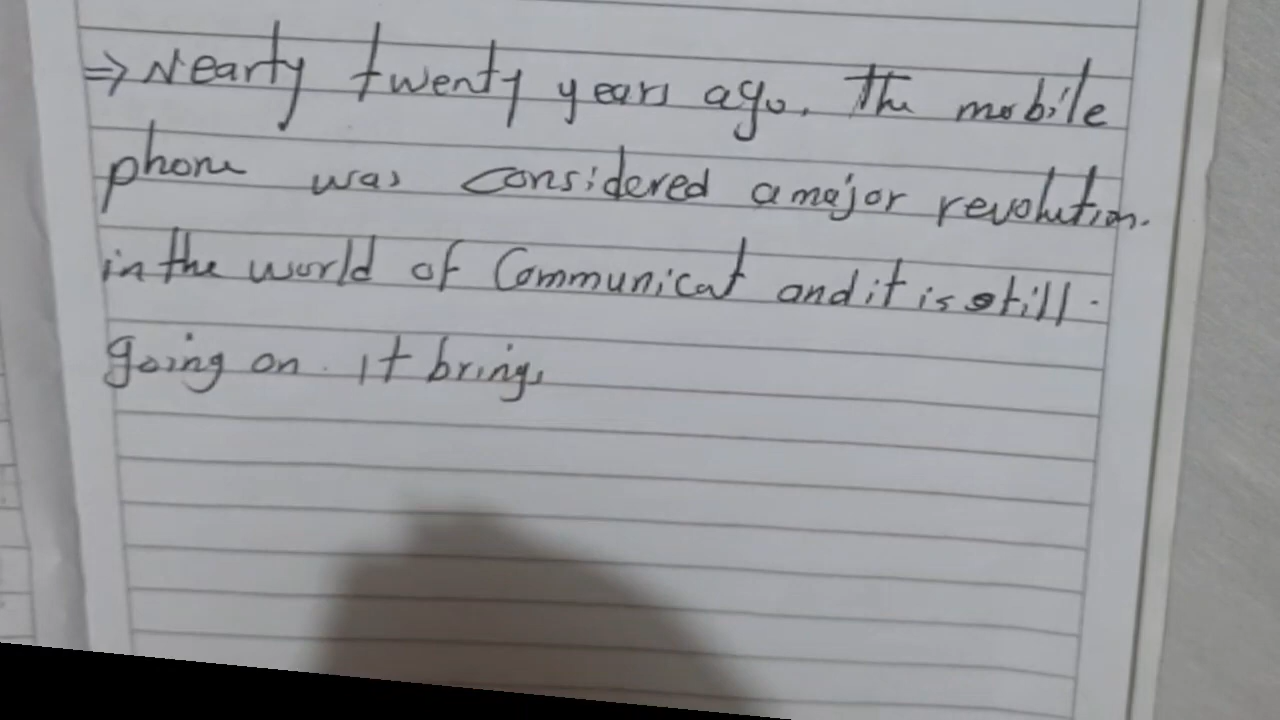 ⇒ Nearty twenty years ago. The mobile
phone was considered a major revolution.
in the world of Communicat and it is still.
going on. It brings